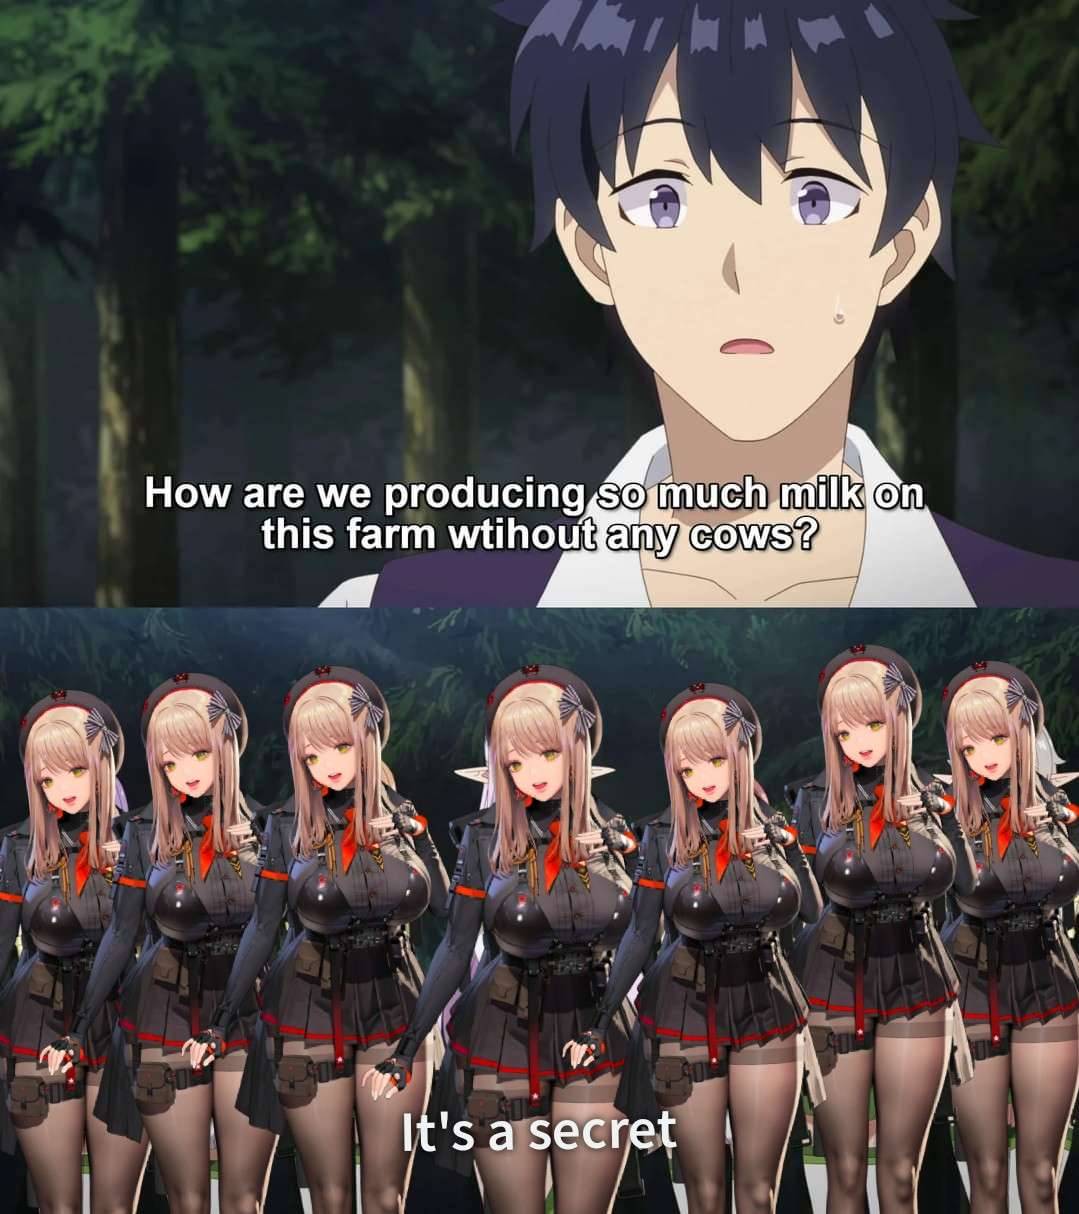 How are we producing so much milk on
this farm wtihout any cows?
It's a secret